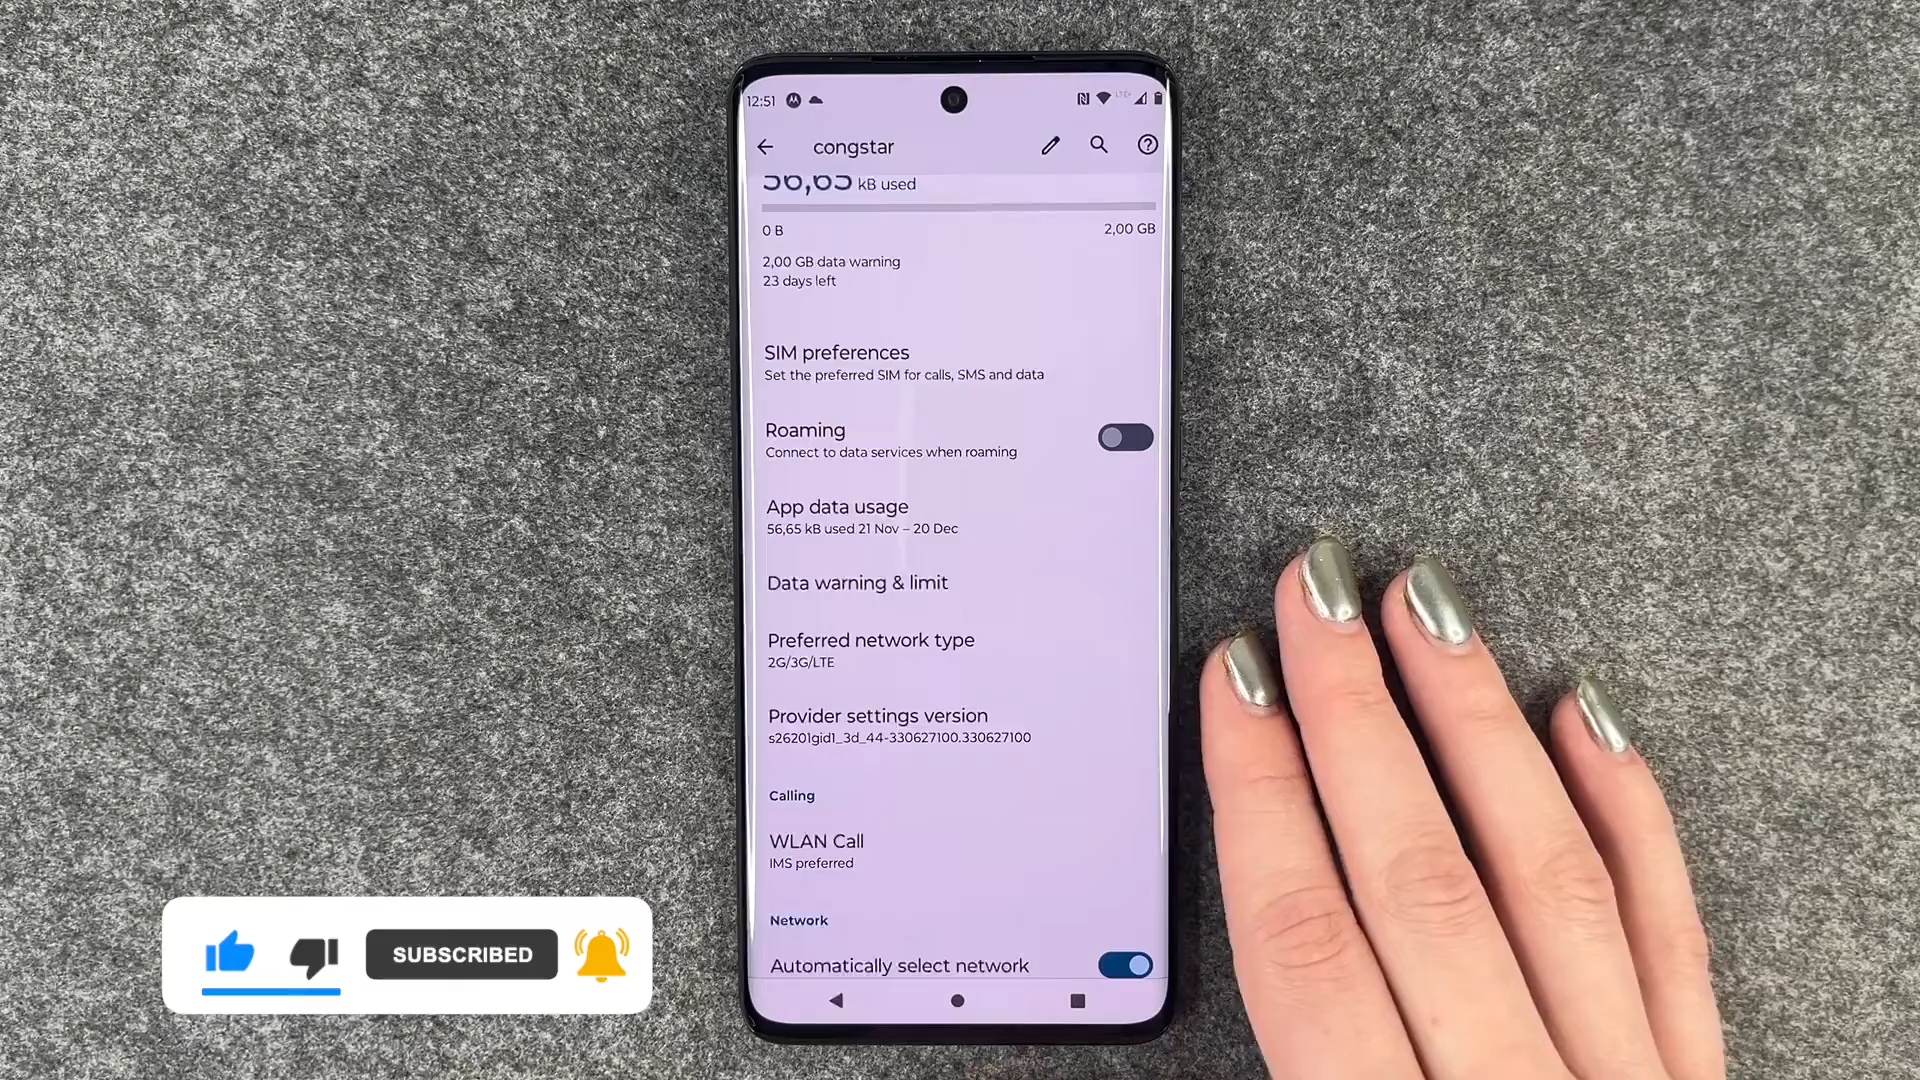 12:51
LTE+
congstar
56,65 kB used
0 B
2,00 GB
2,00 GB data warning
23 days left
SIM preferences
Set the preferred SIM for calls, SMS and data
Roaming
Connect to data services when roaming
App data usage
56,65 kB used 21 Nov – 20 Dec
Data warning & limit
Preferred network type
2G/3G/LTE
Provider settings version
s26201gid1_3d_44-330627100.330627100
Calling
WLAN Call
IMS preferred
Network
Automatically select network
SUBSCRIBED